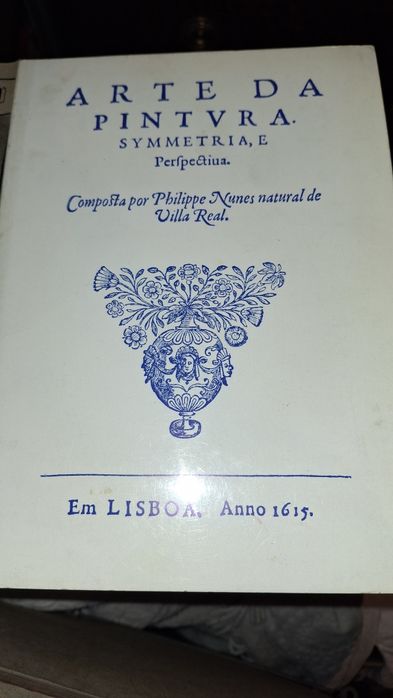 ARTE DA
PINTVRA.
SYMMETRIA, E
Perſpectiua.
Compoſta por Philippe Nunes natural de
Villa Real.
Em LISBOA. Anno 1615.